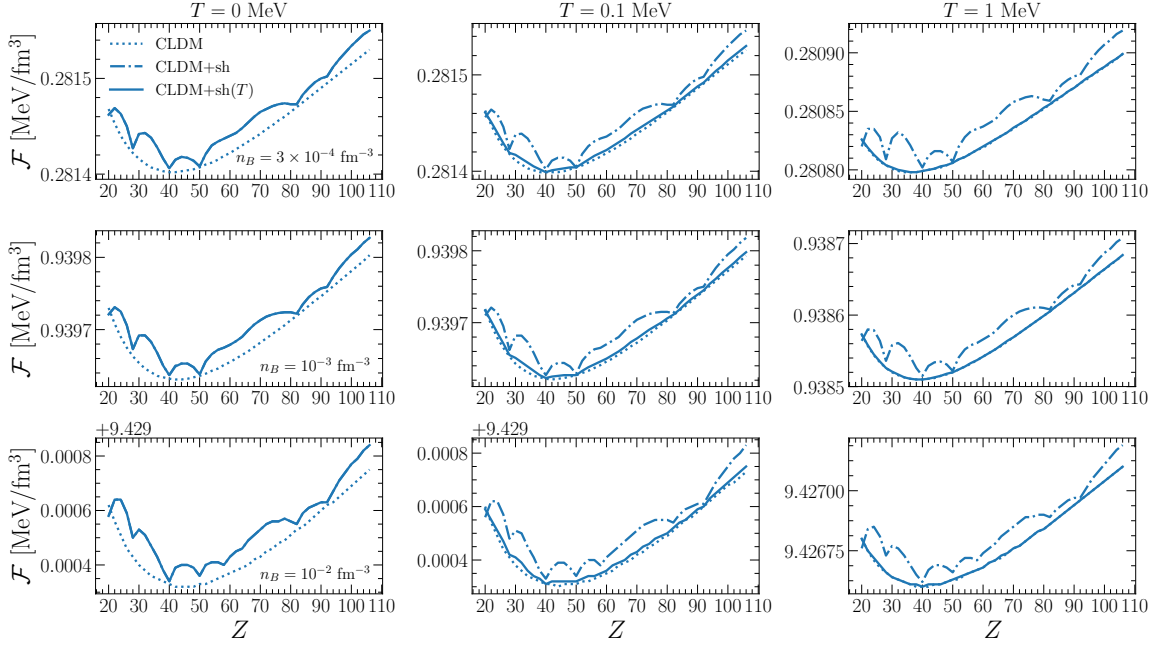 T = 0 MeV
T = 0.1 MeV
T = 1 MeV
CLDM
CLDM+sh
CLDM+sh(T)
n_B = 3 × 10⁻⁴ fm⁻³
ℱ [MeV/fm³]
0.2815
0.2814
20 30 40 50 60 70 80 90 100 110
0.2815
0.2814
20 30 40 50 60 70 80 90 100 110
0.28090
0.28085
0.28080
20 30 40 50 60 70 80 90 100 110
ℱ [MeV/fm³]
0.9398
0.9397
n_B = 10⁻³ fm⁻³
20 30 40 50 60 70 80 90 100 110
0.9398
0.9397
20 30 40 50 60 70 80 90 100 110
0.9387
0.9386
0.9385
20 30 40 50 60 70 80 90 100 110
ℱ [MeV/fm³]
+9.429
0.0008
0.0006
0.0004
n_B = 10⁻² fm⁻³
20 30 40 50 60 70 80 90 100 110
Z
+9.429
0.0008
0.0006
0.0004
20 30 40 50 60 70 80 90 100 110
Z
9.42700
9.42675
20 30 40 50 60 70 80 90 100 110
Z